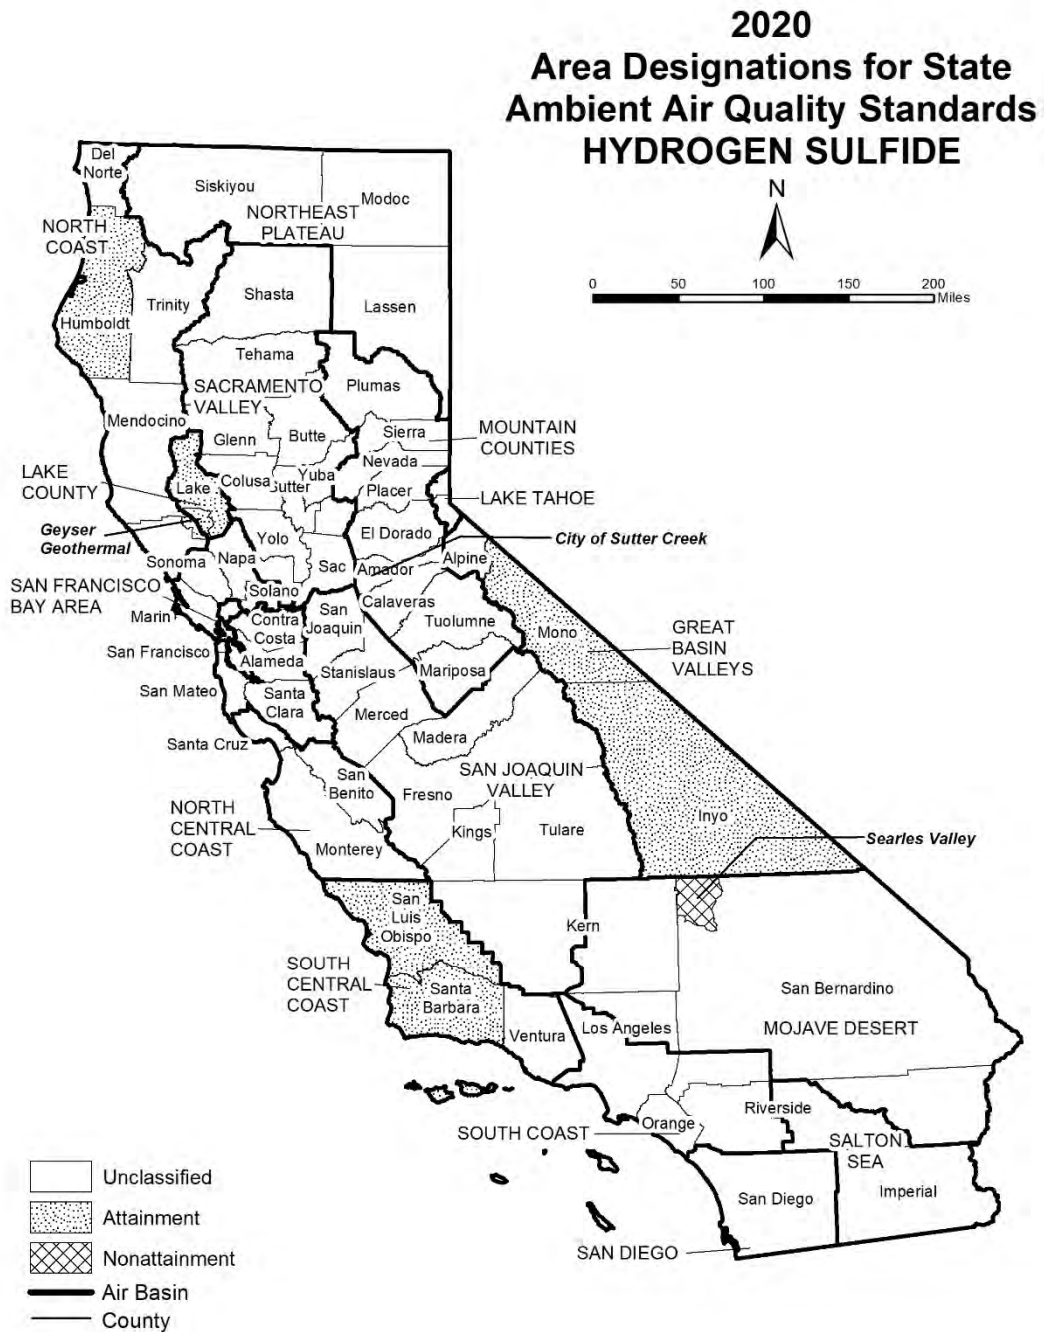 2020
Area Designations for State
Ambient Air Quality Standards
HYDROGEN SULFIDE
N
0 50 100 150 200
Miles
Del
Norte
Siskiyou
Modoc
NORTHEAST
PLATEAU
NORTH
COAST
Trinity
Shasta
Lassen
Humboldt
Tehama
Plumas
SACRAMENTO
VALLEY
Mendocino
Glenn
Butte
Sierra
MOUNTAIN
COUNTIES
Nevada
LAKE
COUNTY
Lake
Colusa
Sutter
Yuba
Placer
LAKE TAHOE
Geyser
Geothermal
Yolo
El Dorado
City of Sutter Creek
Sonoma
Napa
Sac
Amador
Alpine
SAN FRANCISCO
BAY AREA
Solano
Calaveras
Marin
Contra
Costa
San
Joaquin
Tuolumne
Mono
GREAT
BASIN
VALLEYS
San Francisco
Alameda
Stanislaus
Mariposa
San Mateo
Santa
Clara
Merced
Santa Cruz
Madera
San
Benito
Fresno
SAN JOAQUIN
VALLEY
NORTH
CENTRAL
COAST
Monterey
Kings
Tulare
Inyo
Searles Valley
San
Luis
Obispo
Kern
SOUTH
CENTRAL
COAST
Santa
Barbara
San Bernardino
Ventura
Los Angeles
MOJAVE DESERT
Orange
Riverside
SOUTH COAST
SALTON
SEA
San Diego
Imperial
SAN DIEGO
Unclassified
Attainment
Nonattainment
Air Basin
County